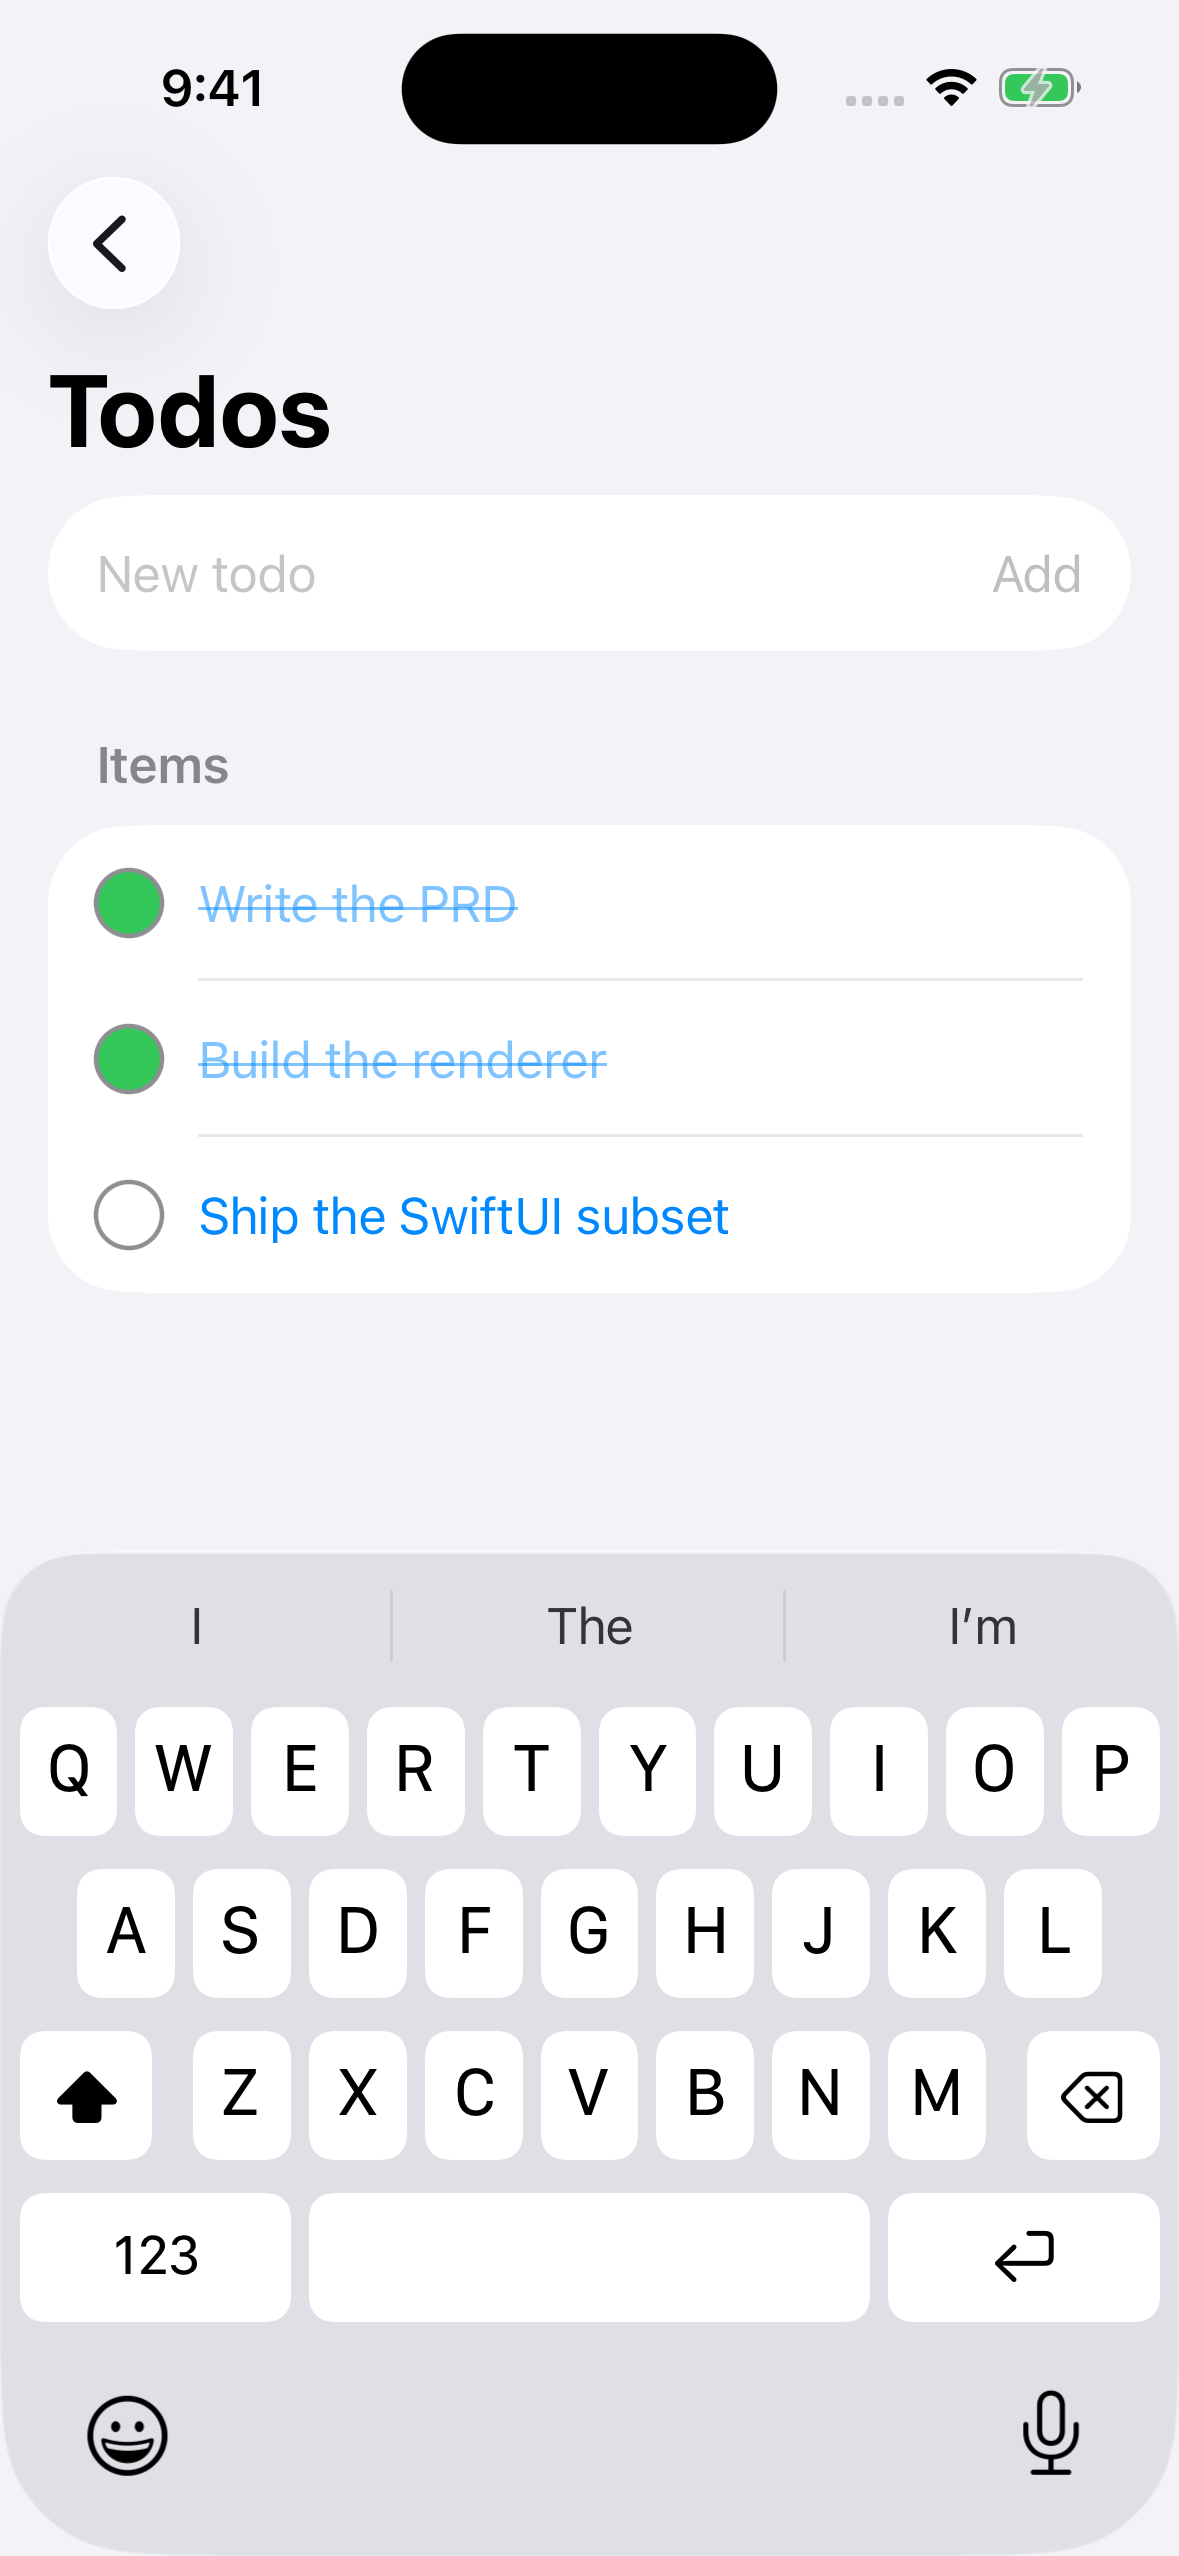 9:41
Todos
New todo Add
Items
Write the PRD
Build the renderer
Ship the SwiftUI subset
I The I’m
Q W E R T Y U I O P
A S D F G H J K L
Z X C V B N M
123